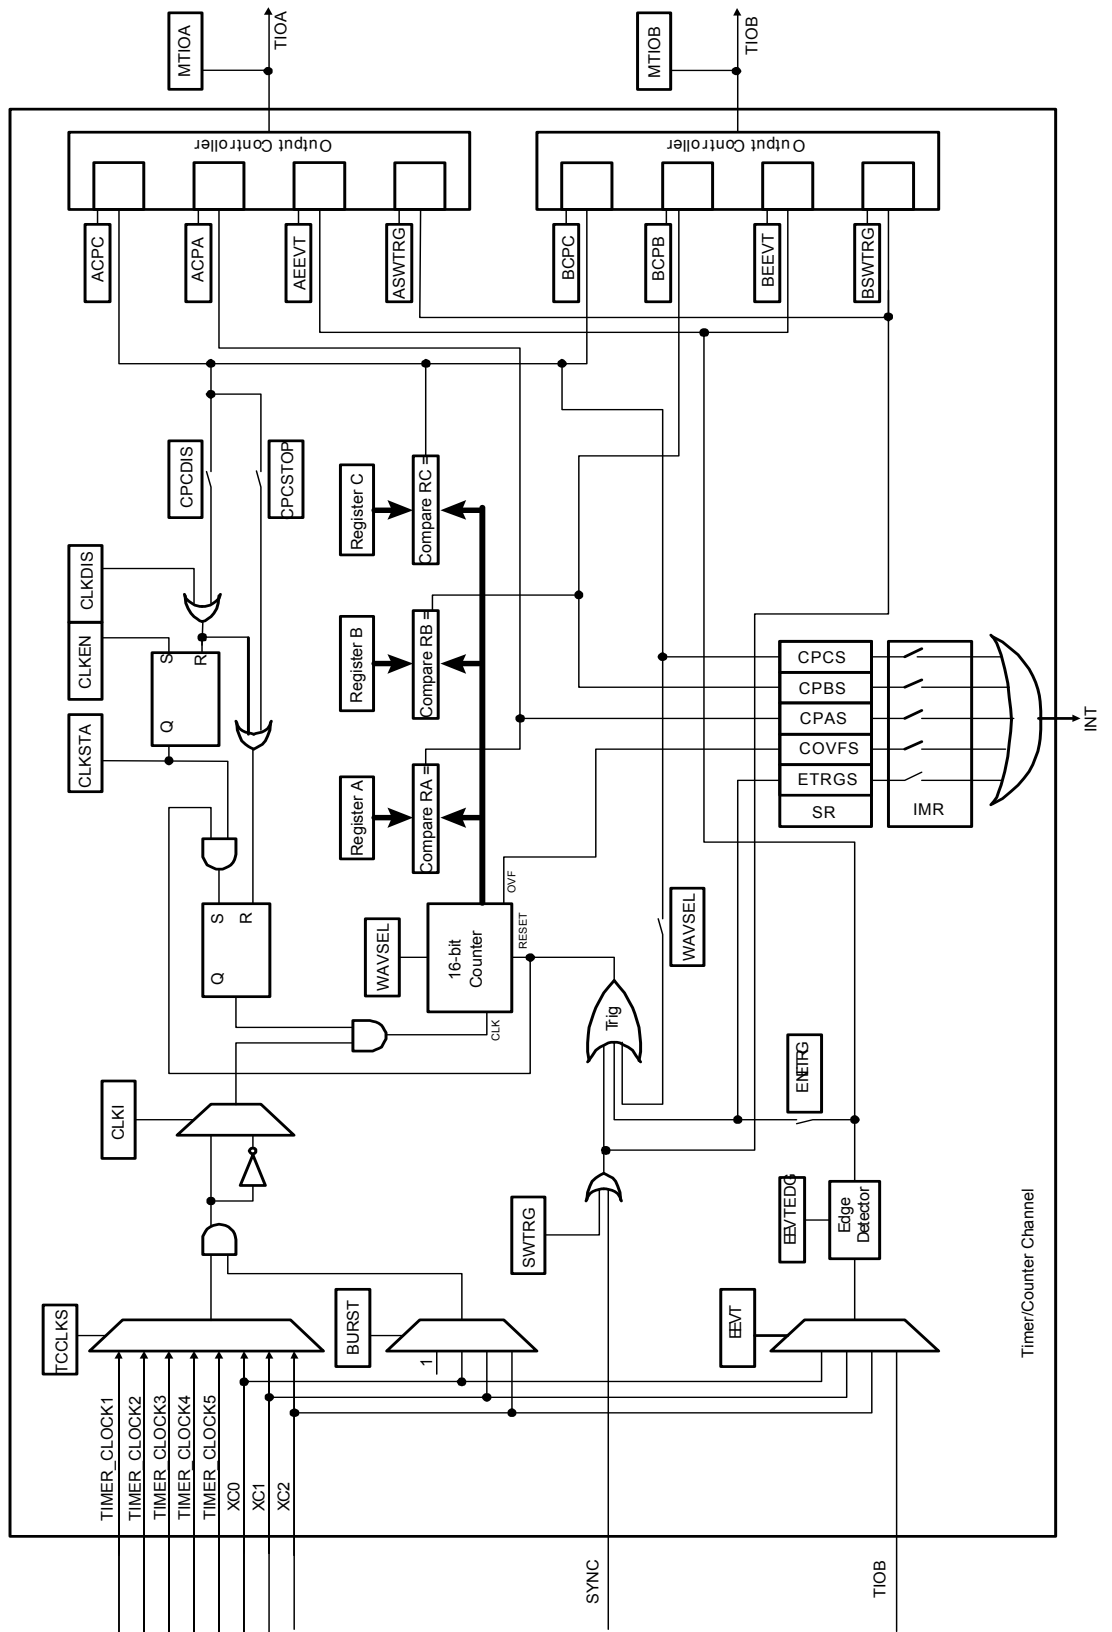 MTIOA
TIOA
MTIOB
TIOB
Output Controller
Output Controller
ACPC
ACPA
AEEVT
ASWTRG
BCPC
BCPB
BEEVT
BSWTRG
CPCDIS
CPCSTOP
CLKDIS
CLKEN
CLKSTA
S
R
Q
Register C
Compare RC =
Register B
Compare RB =
Register A
Compare RA =
CPCS
CPBS
CPAS
COVFS
ETRGS
SR
IMR
INT
S
R
Q
WAVSEL
16-bit
Counter
OVF
RESET
CLK
WAVSEL
Trig
ENETRG
CLKI
SWTRG
EEVTEDG
Edge
Detector
TCCLKS
BURST
1
EEVT
TIMER_CLOCK1
TIMER_CLOCK2
TIMER_CLOCK3
TIMER_CLOCK4
TIMER_CLOCK5
XC0
XC1
XC2
SYNC
TIOB
Timer/Counter Channel